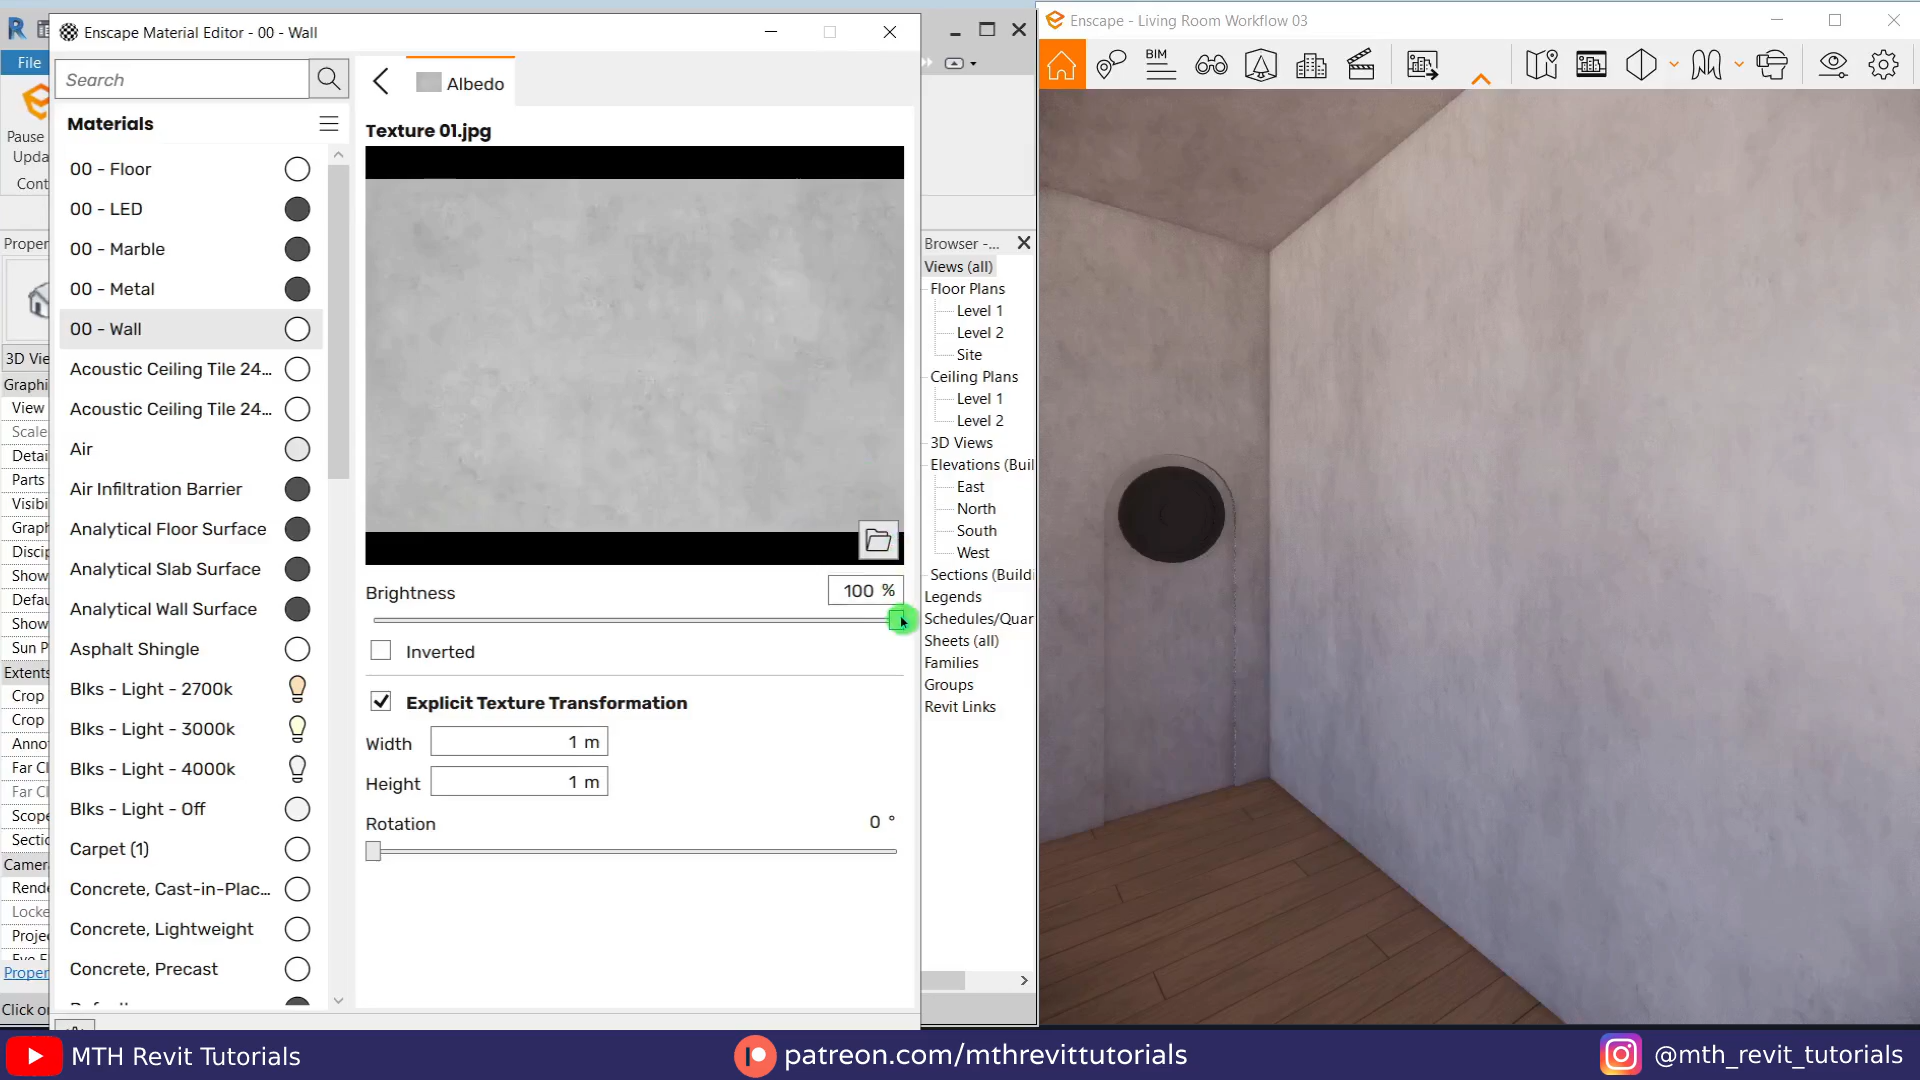 Enscape Material Editor - 00 - Wall
Enscape - Living Room Workflow 03
File
Search
Albedo
BIM
Materials
Texture 01.jpg
Pause
Upda
Cont
00 - Floor
00 - LED
00 - Marble
00 - Metal
00 - Wall
Acoustic Ceiling Tile 24...
Acoustic Ceiling Tile 24...
Air
Air Infiltration Barrier
Analytical Floor Surface
Analytical Slab Surface
Analytical Wall Surface
Asphalt Shingle
Blks - Light - 2700k
Blks - Light - 3000k
Blks - Light - 4000k
Blks - Light - Off
Carpet (1)
Concrete, Cast-in-Plac...
Concrete, Lightweight
Concrete, Precast
Brightness
100 %
Inverted
Explicit Texture Transformation
Width
1 m
Height
1 m
Rotation
0 °
Proper
3D Vie
Graphi
View
Scale
Detai
Parts
Visibi
Graph
Discip
Show
Defau
Show
Sun P
Extents
Crop
Crop
Annot
Far Cl
Far Cl
Scope
Sectio
Camera
Rende
Locke
Projec
Eye El
Proper
Click or
Browser -...
Views (all)
Floor Plans
Level 1
Level 2
Site
Ceiling Plans
Level 1
Level 2
3D Views
Elevations (Buil
East
North
South
West
Sections (Buildi
Legends
Schedules/Quar
Sheets (all)
Families
Groups
Revit Links
MTH Revit Tutorials
patreon.com/mthrevittutorials
@mth_revit_tutorials